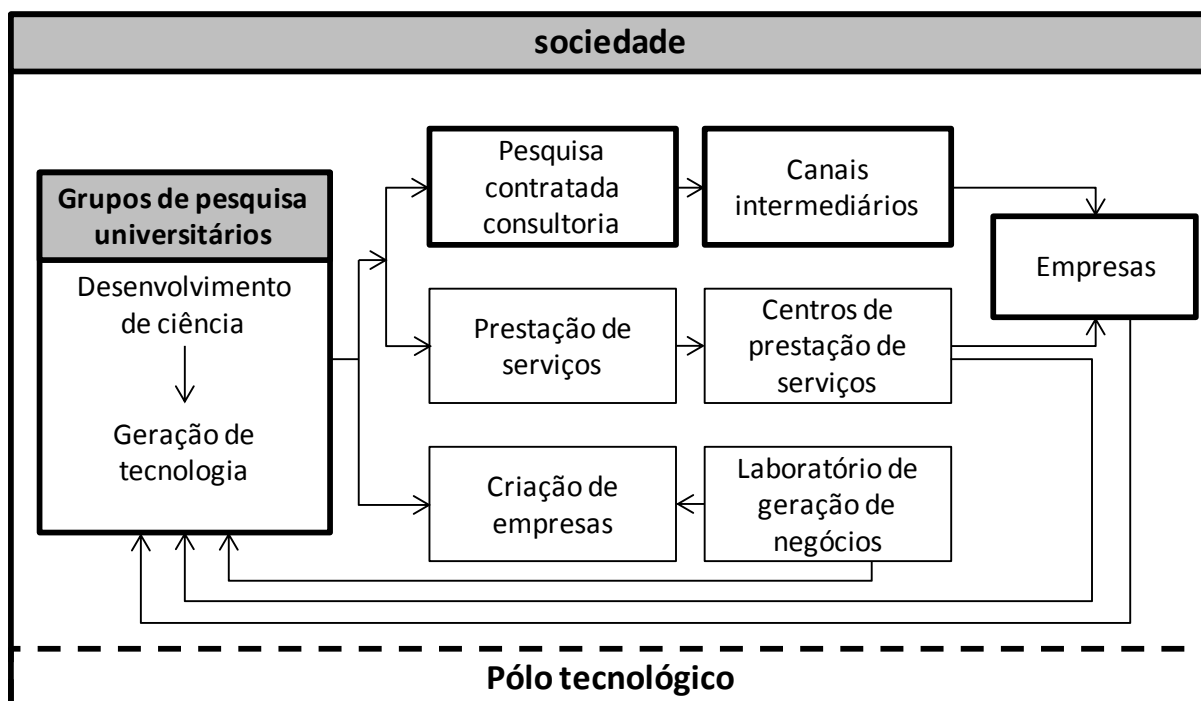 sociedade
Grupos de pesquisa
universitários
Desenvolvimento
de ciência
Geração de
tecnologia
Pesquisa
contratada
consultoria
Canais
intermediários
Empresas
Prestação de
serviços
Centros de
prestação de
serviços
Criação de
empresas
Laboratório de
geração de
negócios
Pólo tecnológico